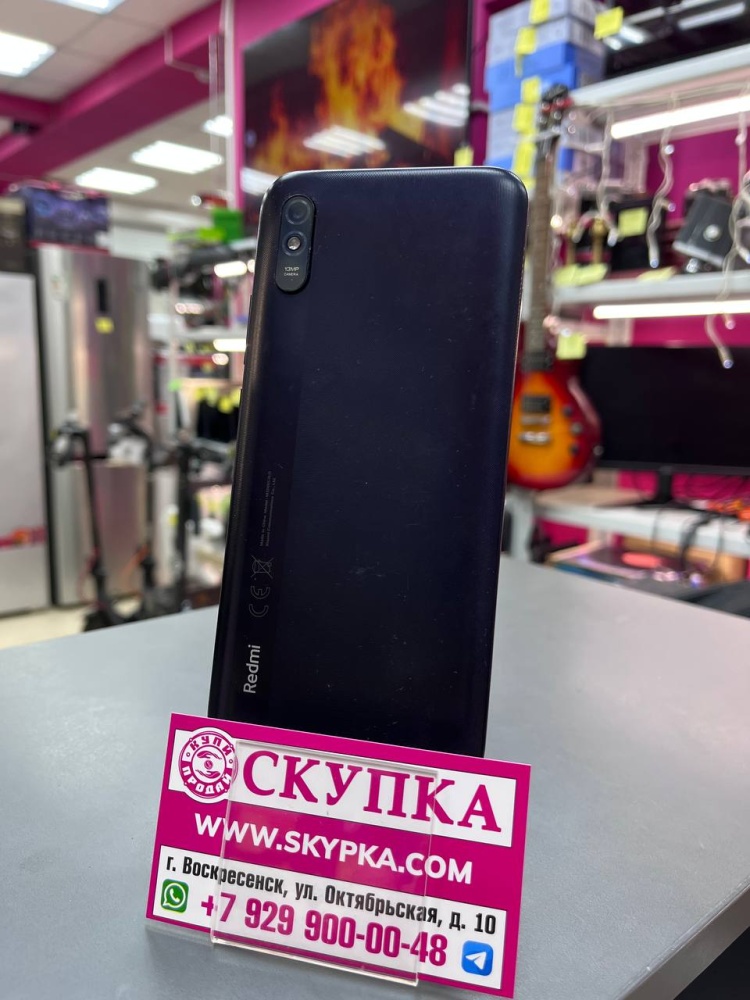 13MP
CAMERA
Redmi
КУПИ
ПРОДАЙ
СКУПКА
WWW.SKYPKA.COM
г. Воскресенск, ул. Октябрьская, д. 10
+7 929 900-00-48